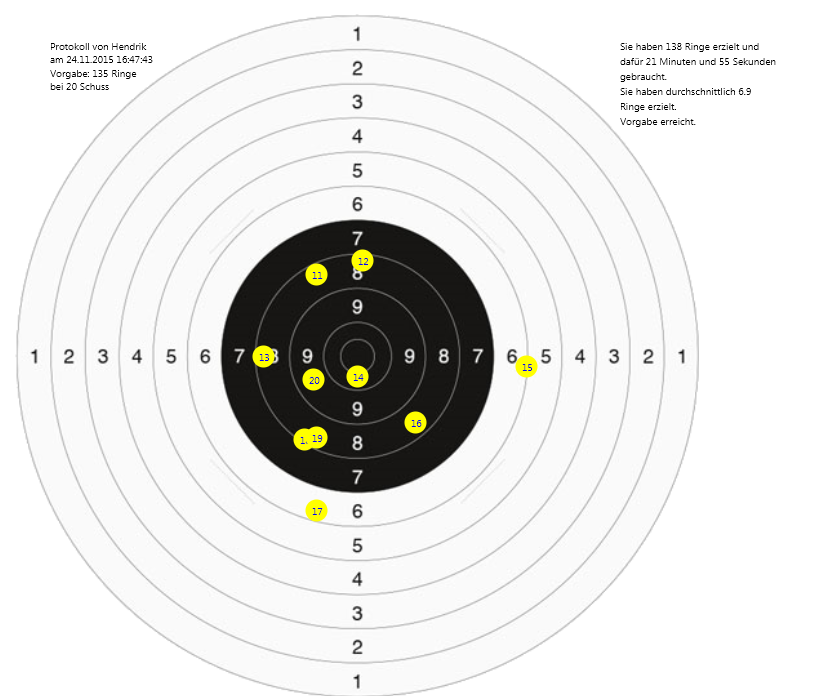 Protokoll von Hendrik
am 24.11.2015 16:47:43
Vorgabe: 135 Ringe
bei 20 Schuss
Sie haben 138 Ringe erzielt und
dafür 21 Minuten und 55 Sekunden
gebraucht.
Sie haben durchschnittlich 6.9
Ringe erzielt.
Vorgabe erreicht.
1
2
3
4
5
6
7
12
11 8
9
1 2 3 4 5 6 7 13 8 9 9 8 7 6 5 4 3 2 1
15
14
20
9
16
1. 19 8
7
17 6
5
4
3
2
1